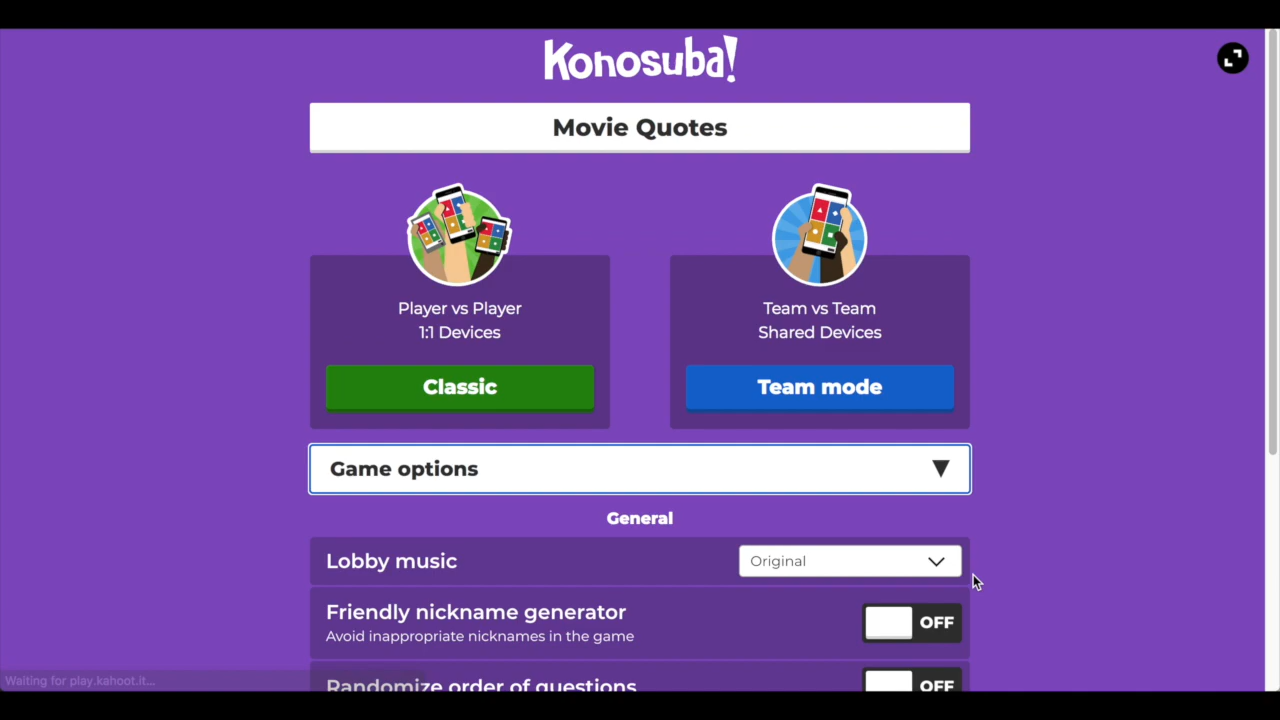 Konosuba!
Movie Quotes
Player vs Player
1:1 Devices
Team vs Team
Shared Devices
Classic
Team mode
Game options
General
Lobby music
Original
Friendly nickname generator
Avoid inappropriate nicknames in the game
OFF
Randomize order of questions
OFF
Waiting for play.kahoot.it...